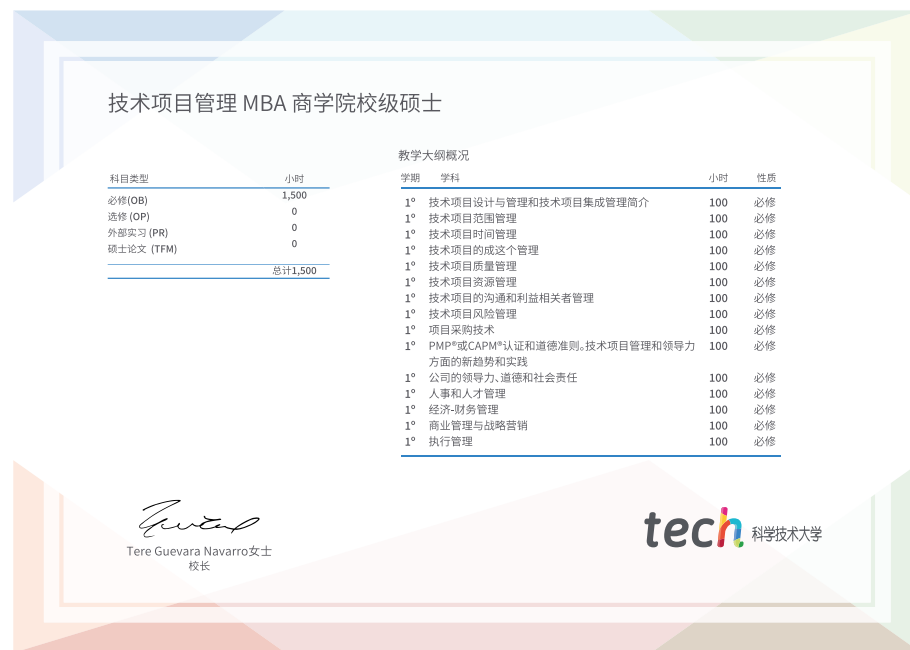 技术项目管理 MBA 商学院校级硕士
教学大纲概况
科目类型 小时
必修(OB) 1,500
选修 (OP) 0
外部实习 (PR) 0
硕士论文 (TFM) 0
总计1,500
学期 学科 小时 性质
1º 技术项目设计与管理和技术项目集成管理简介 100 必修
1º 技术项目范围管理 100 必修
1º 技术项目时间管理 100 必修
1º 技术项目的成这个管理 100 必修
1º 技术项目质量管理 100 必修
1º 技术项目资源管理 100 必修
1º 技术项目的沟通和利益相关者管理 100 必修
1º 技术项目风险管理 100 必修
1º 项目采购技术 100 必修
1º PMP®或CAPM®认证和道德准则。技术项目管理和领导力 100 必修
方面的新趋势和实践
1º 公司的领导力、道德和社会责任 100 必修
1º 人事和人才管理 100 必修
1º 经济-财务管理 100 必修
1º 商业管理与战略营销 100 必修
1º 执行管理 100 必修
Tere Guevara Navarro女士
校长
tech 科学技术大学